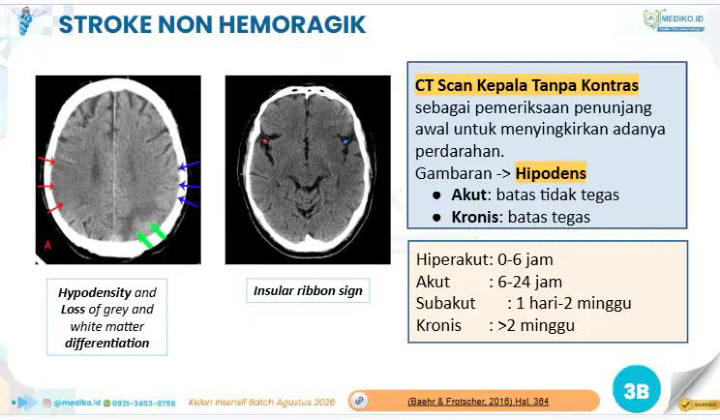 STROKE NON HEMORAGIK
MEDIKO.ID
A
Hypodensity and
Loss of grey and
white matter
differentiation
Insular ribbon sign
CT Scan Kepala Tanpa Kontras
sebagai pemeriksaan penunjang
awal untuk menyingkirkan adanya
perdarahan.
Gambaran -> Hipodens
● Akut: batas tidak tegas
● Kronis: batas tegas
Hiperakut: 0-6 jam
Akut : 6-24 jam
Subakut : 1 hari-2 minggu
Kronis : >2 minggu
@mediko.id 0821-3403-8758 Kelon Intensif Batch Agustus 2026
(Baehr & Frotscher, 2016) Hal. 364
3B